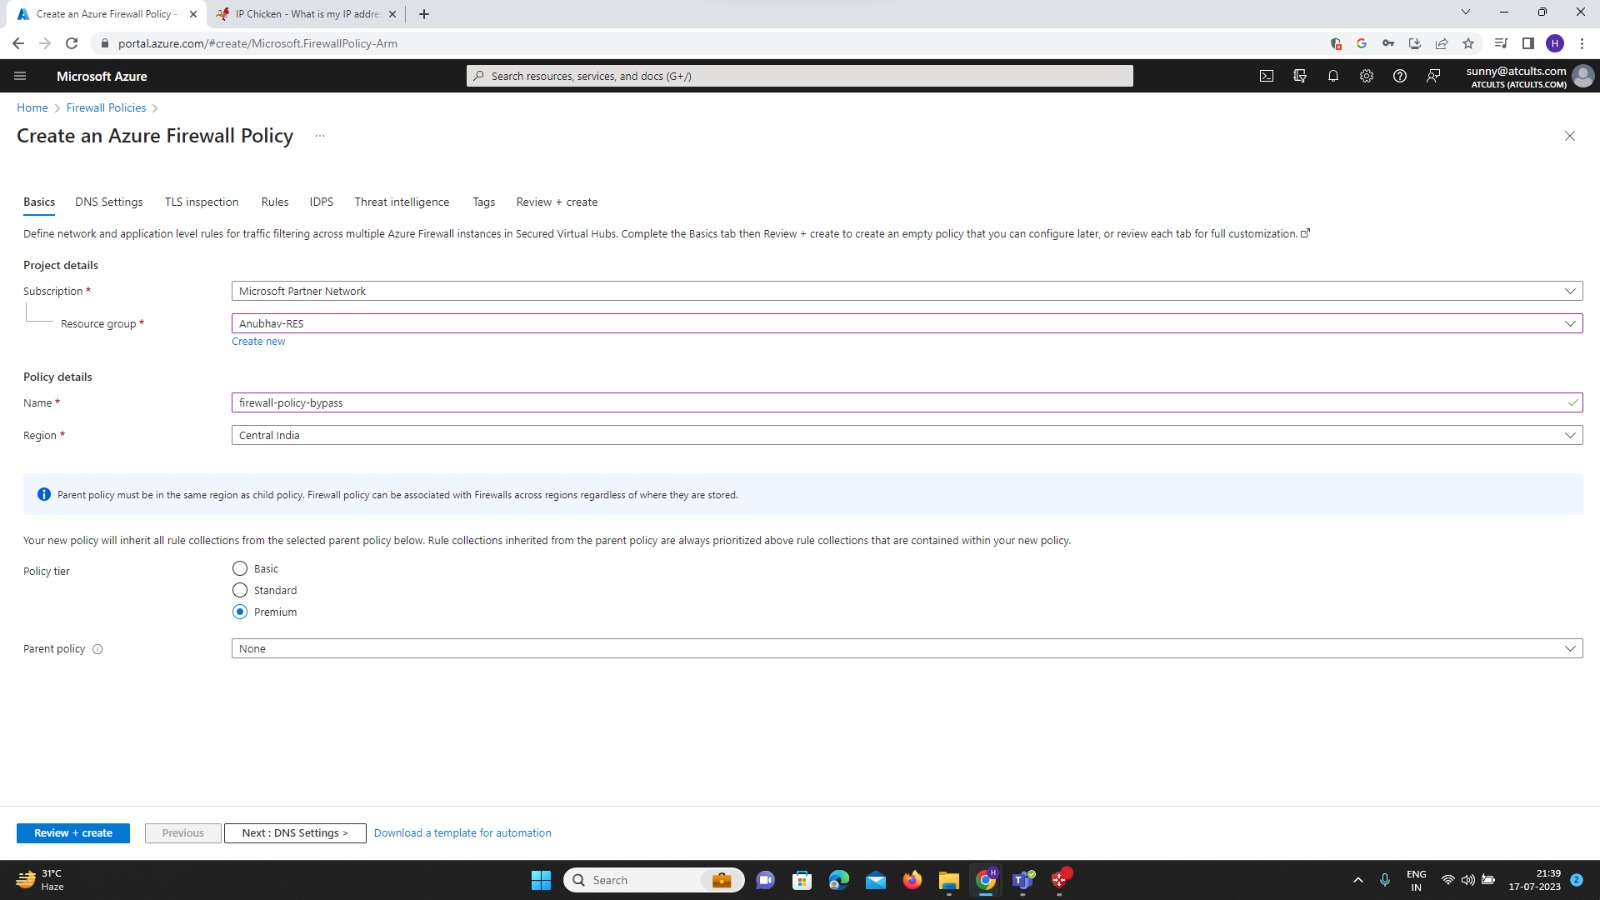 Create an Azure Firewall Policy -
IP Chicken - What is my IP addre
portal.azure.com/#create/Microsoft.FirewallPolicy-Arm
H
Microsoft Azure
Search resources, services, and docs (G+/)
sunny@atcults.com
ATCULTS (ATCULTS.COM)
Home > Firewall Policies >
Create an Azure Firewall Policy ...
Basics DNS Settings TLS inspection Rules IDPS Threat intelligence Tags Review + create
Define network and application level rules for traffic filtering across multiple Azure Firewall instances in Secured Virtual Hubs. Complete the Basics tab then Review + create to create an empty policy that you can configure later, or review each tab for full customization.
Project details
Subscription * Microsoft Partner Network
Resource group * Anubhav-RES
Create new
Policy details
Name * firewall-policy-bypass
Region * Central India
Parent policy must be in the same region as child policy. Firewall policy can be associated with Firewalls across regions regardless of where they are stored.
Your new policy will inherit all rule collections from the selected parent policy below. Rule collections inherited from the parent policy are always prioritized above rule collections that are contained within your new policy.
Policy tier
Basic
Standard
Premium
Parent policy None
Review + create Previous Next : DNS Settings > Download a template for automation
31°C
Haze
Search
ENG
IN
21:39
17-07-2023
2